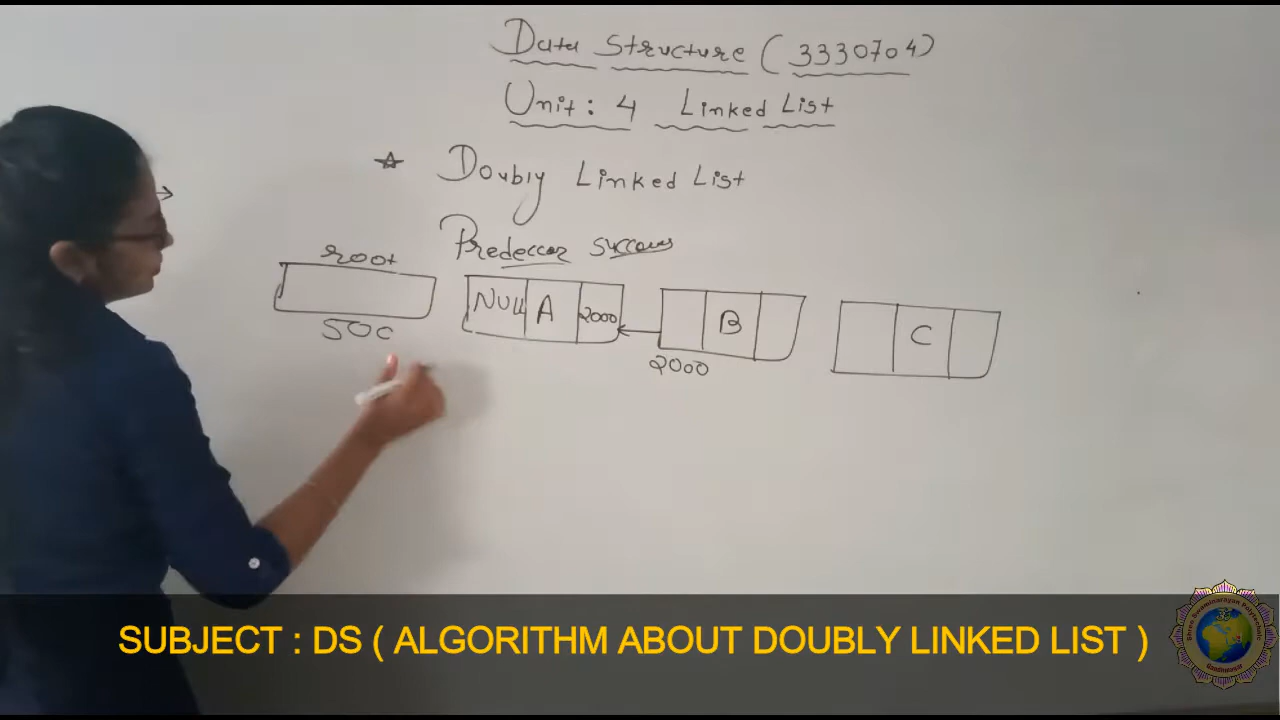 Data Structure (3330704)
Unit: 4 Linked List
☆ Doubly Linked List
Predeccor success
root
NULL A 2000 B C
500
2000
SUBJECT : DS ( ALGORITHM ABOUT DOUBLY LINKED LIST )